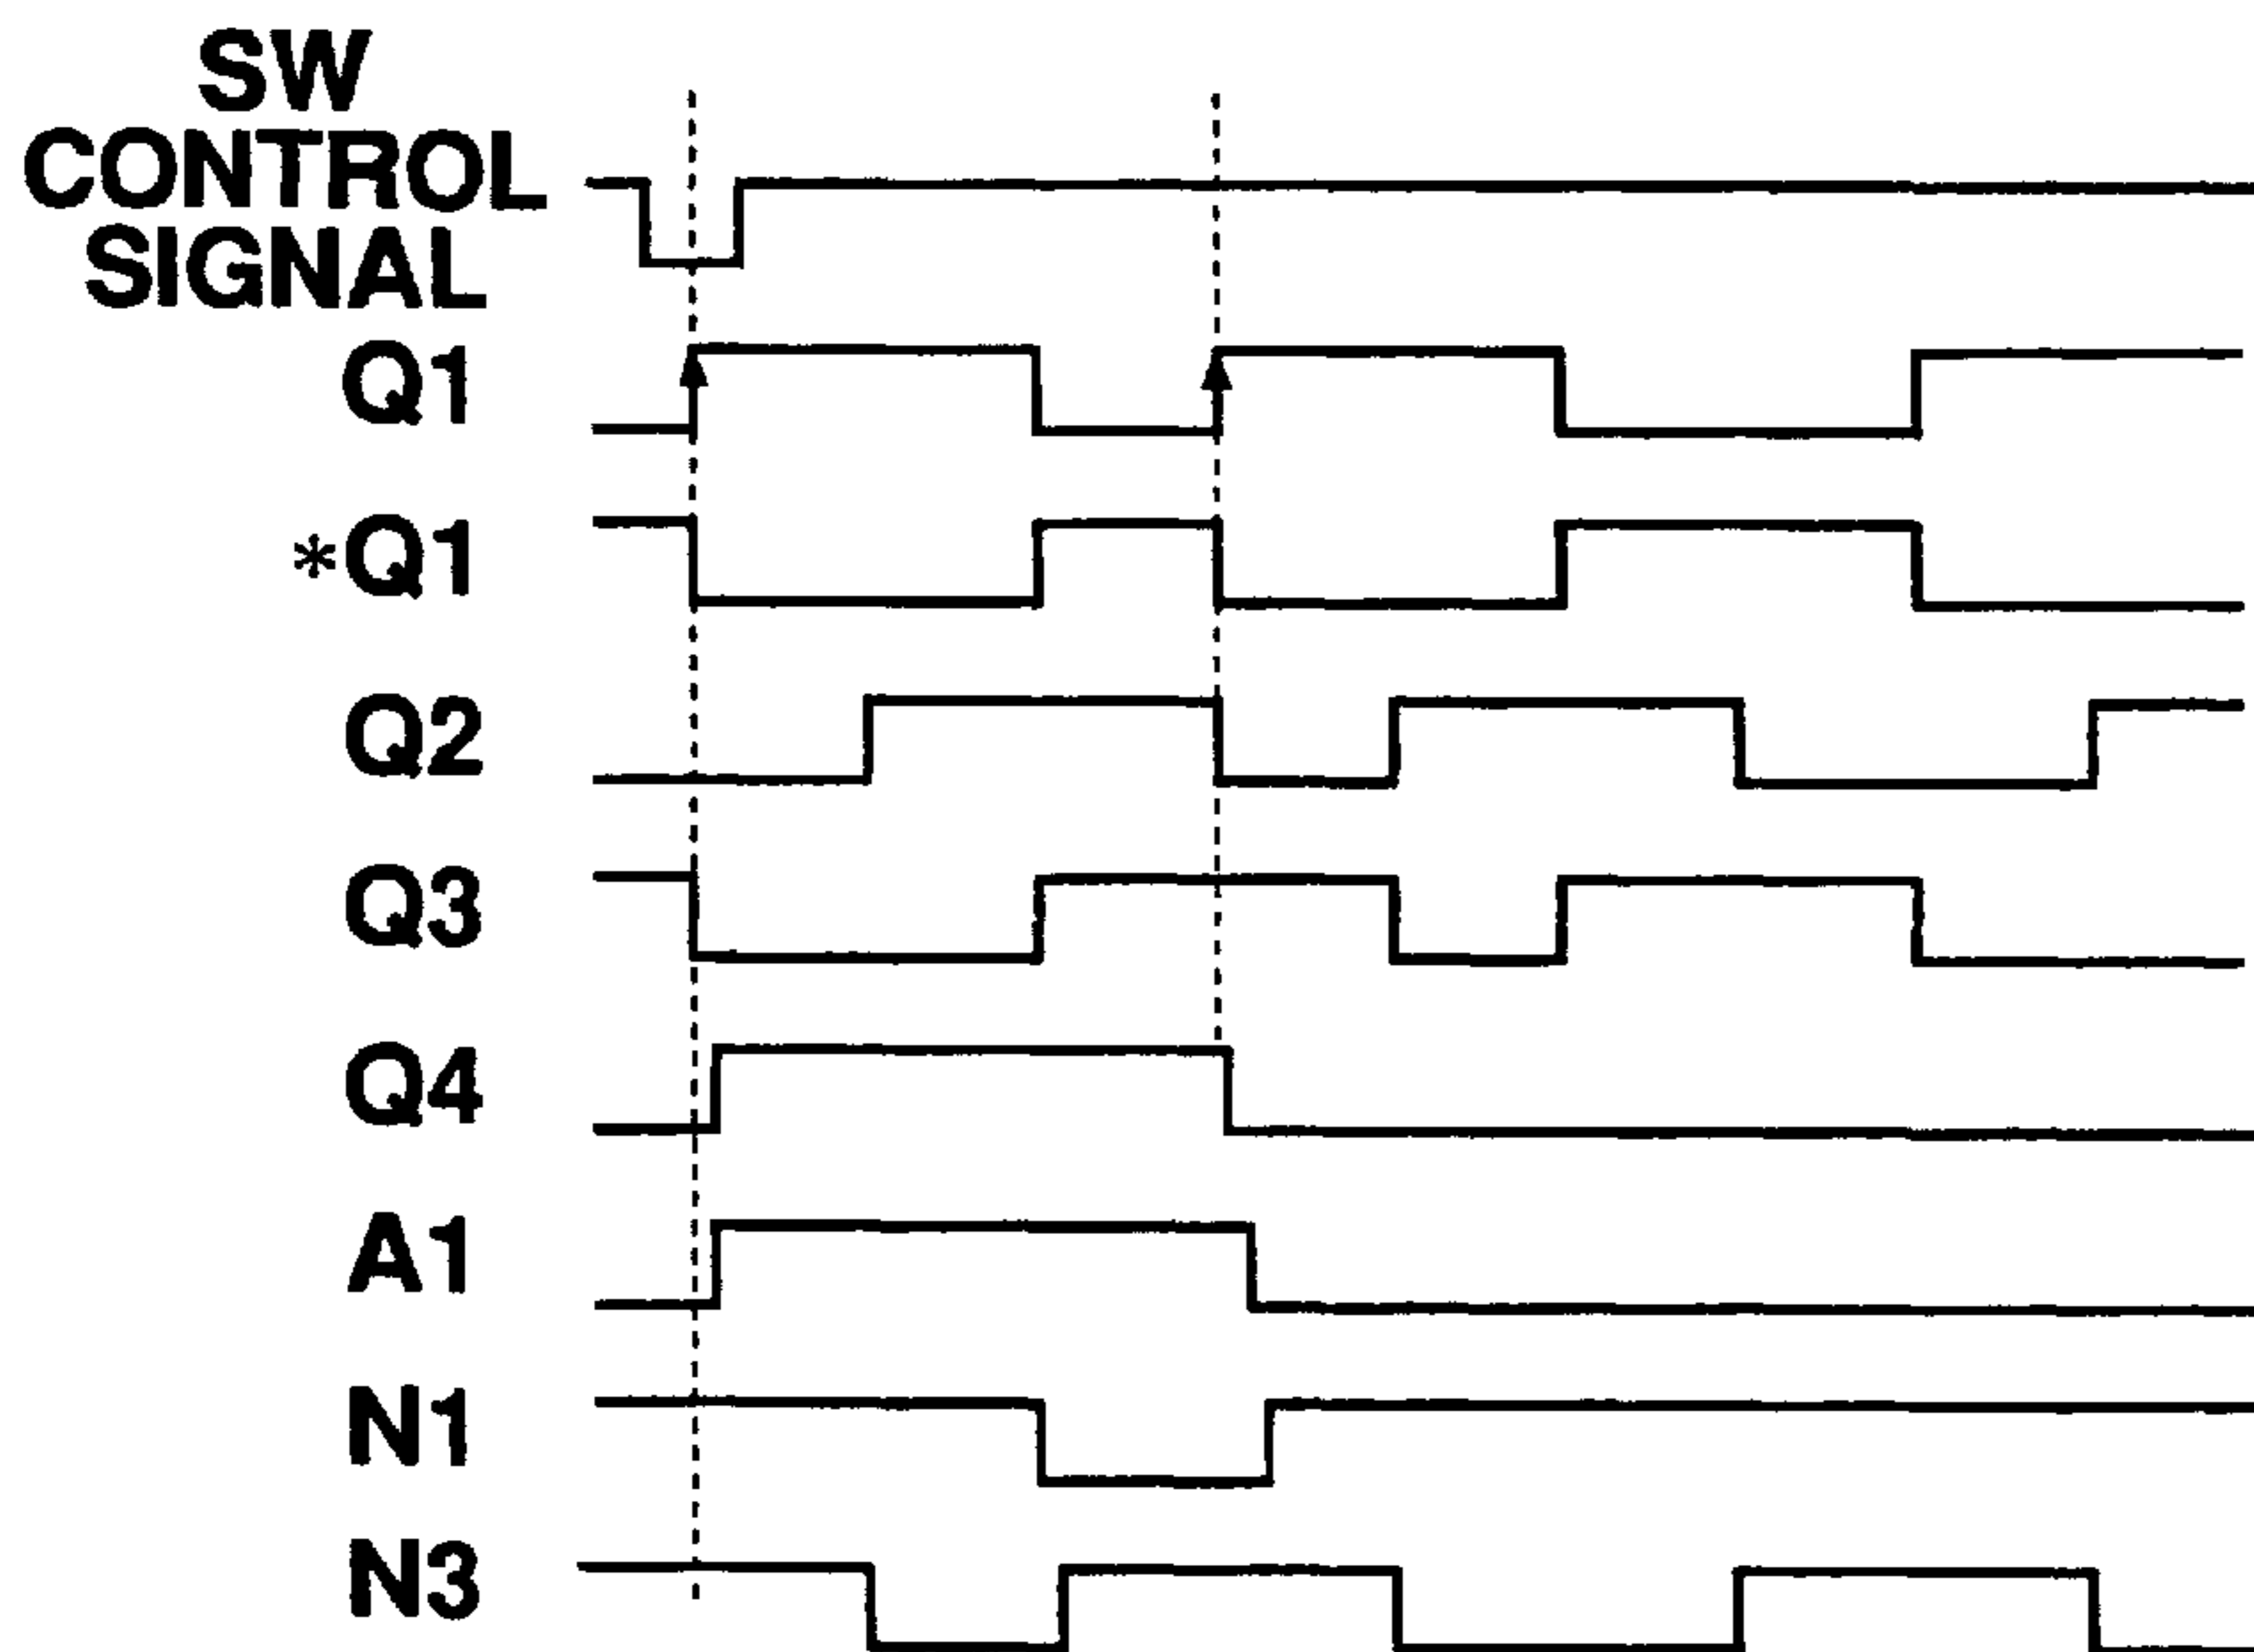 SW
CONTROL
SIGNAL
Q1
*Q1
Q2
Q3
Q4
A1
N1
N3